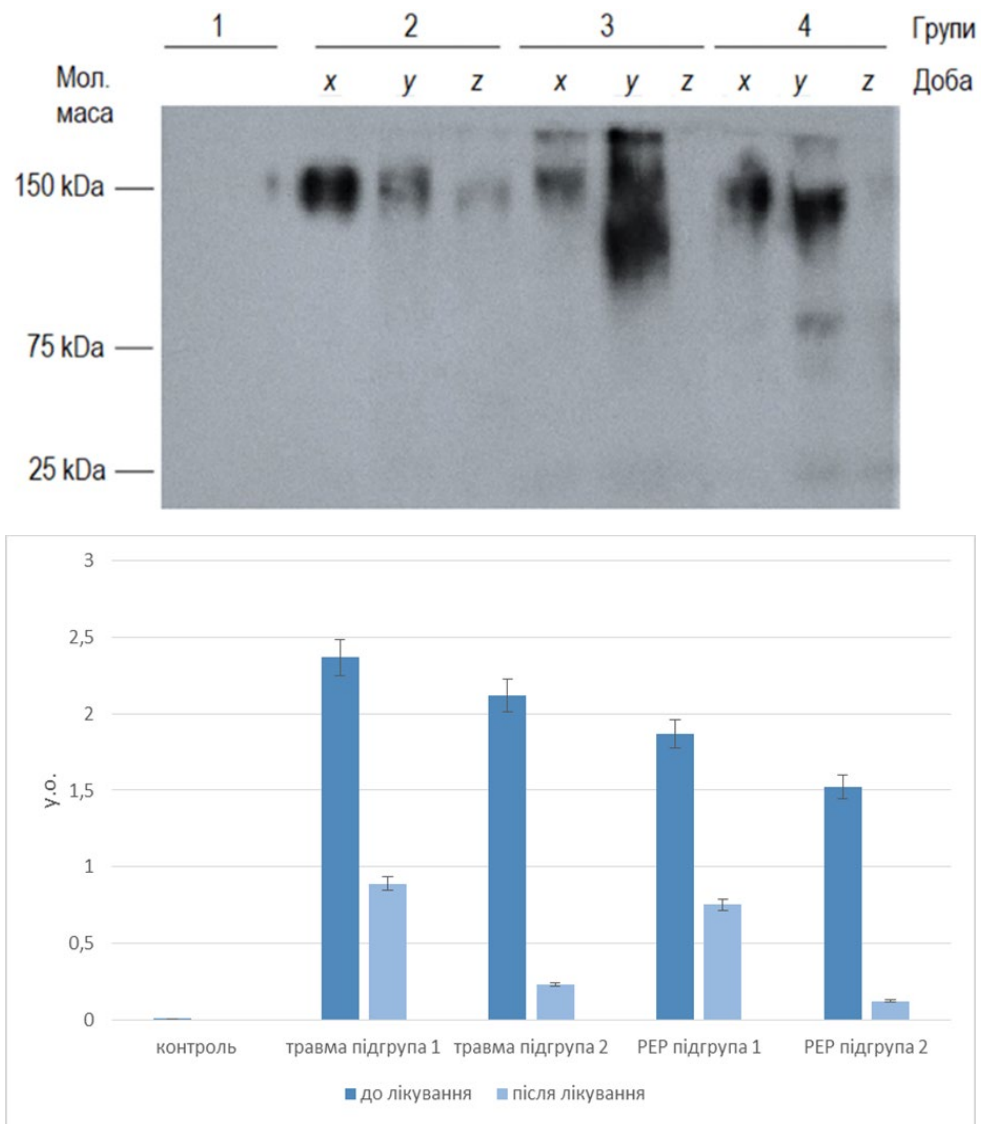 1 2 3 4 Групи
Мол. маса x y z x y z x y z Доба
150 kDa
75 kDa
25 kDa
3
2,5
2
1,5
1
0,5
0
у.о.
контроль травма підгрупа 1 травма підгрупа 2 РЕР підгрупа 1 РЕР підгрупа 2
до лікування після лікування